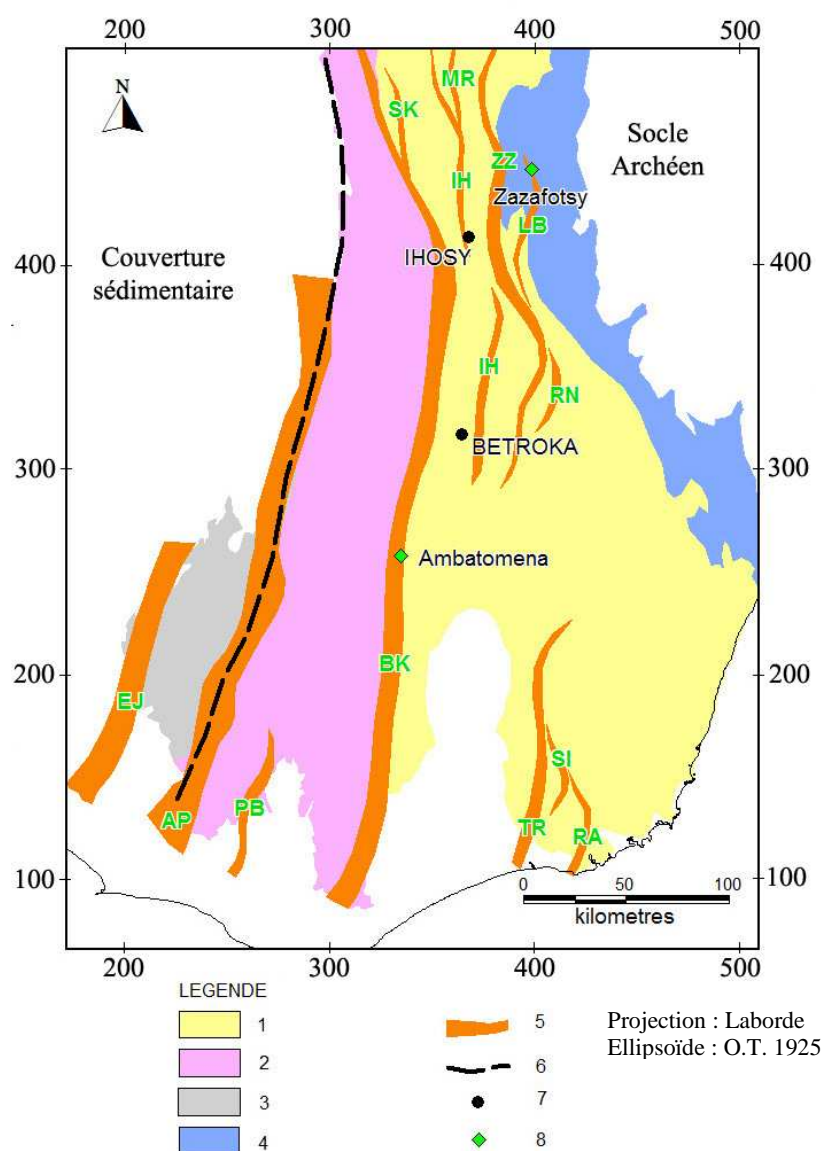 200 300 400 500
N
MR
SK
Socle
Archéen
ZZ
IH
Zazafotsy
LB
Couverture
sédimentaire
IHOSY
400 400
IH
RN
BETROKA
300 300
Ambatomena
BK
200 200
EJ
SI
PB
AP
TR
RA
100 100
0 50 100
kilometres
200 300 400 500
LEGENDE
1
2
3
4
5
6
7
8
Projection : Laborde
Ellipsoïde : O.T. 1925